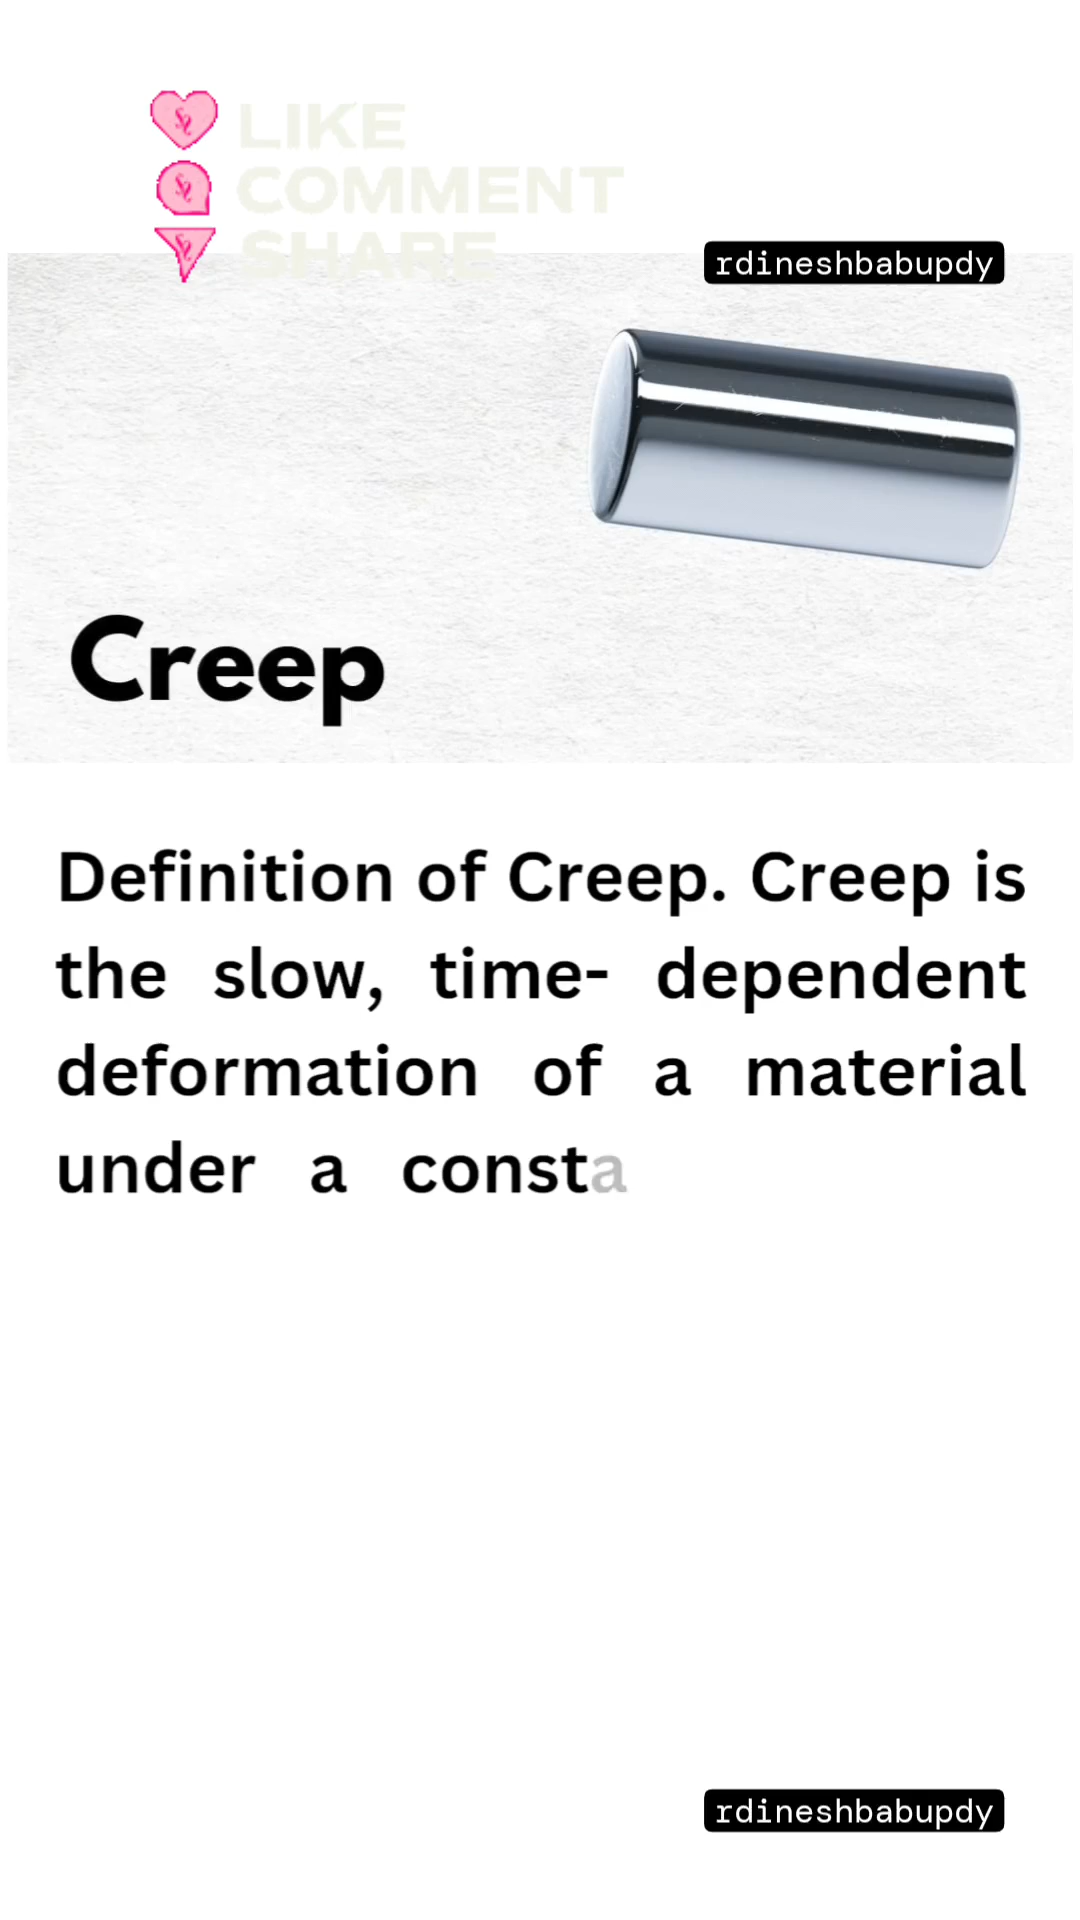 LIKE
COMMENT
SHARE
rdineshbabupdy
Creep
Definition of Creep. Creep is
the slow, time- dependent
deformation of a material
under a consta
rdineshbabupdy